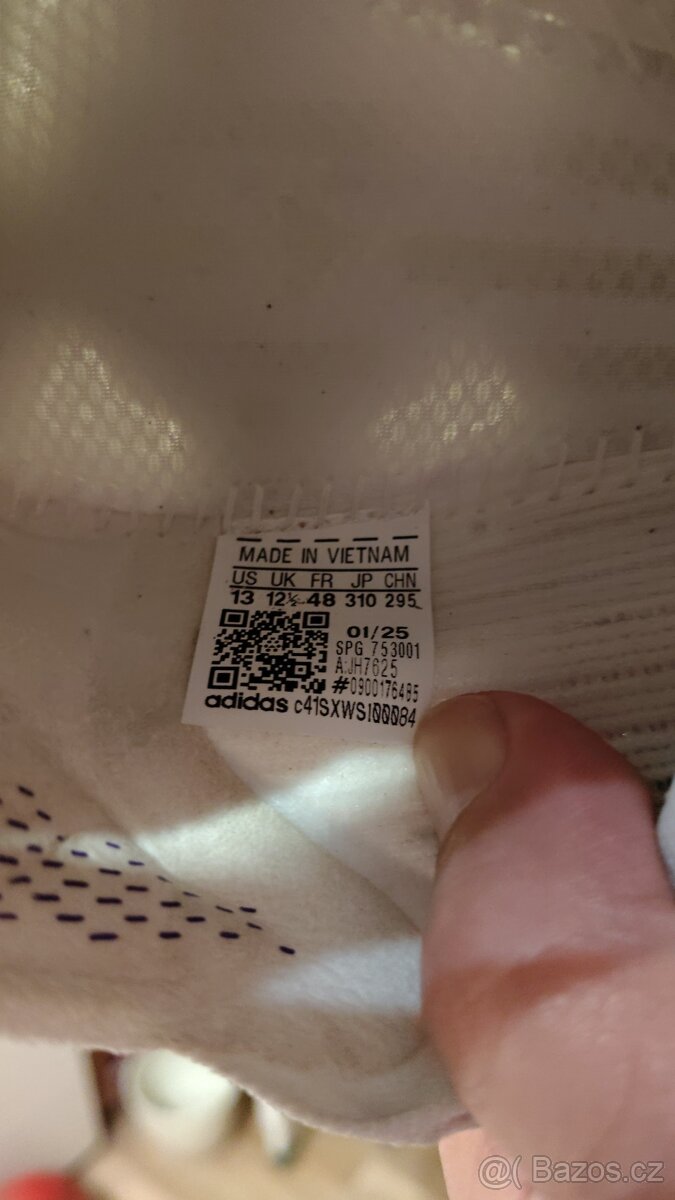 MADE IN VIETNAM
US UK FR JP CHN
13 12½ 48 310 295
01/25
SPG 753001
A:JH7625
#0900176485
adidas c41SXWSI00084
@( Bazos.cz